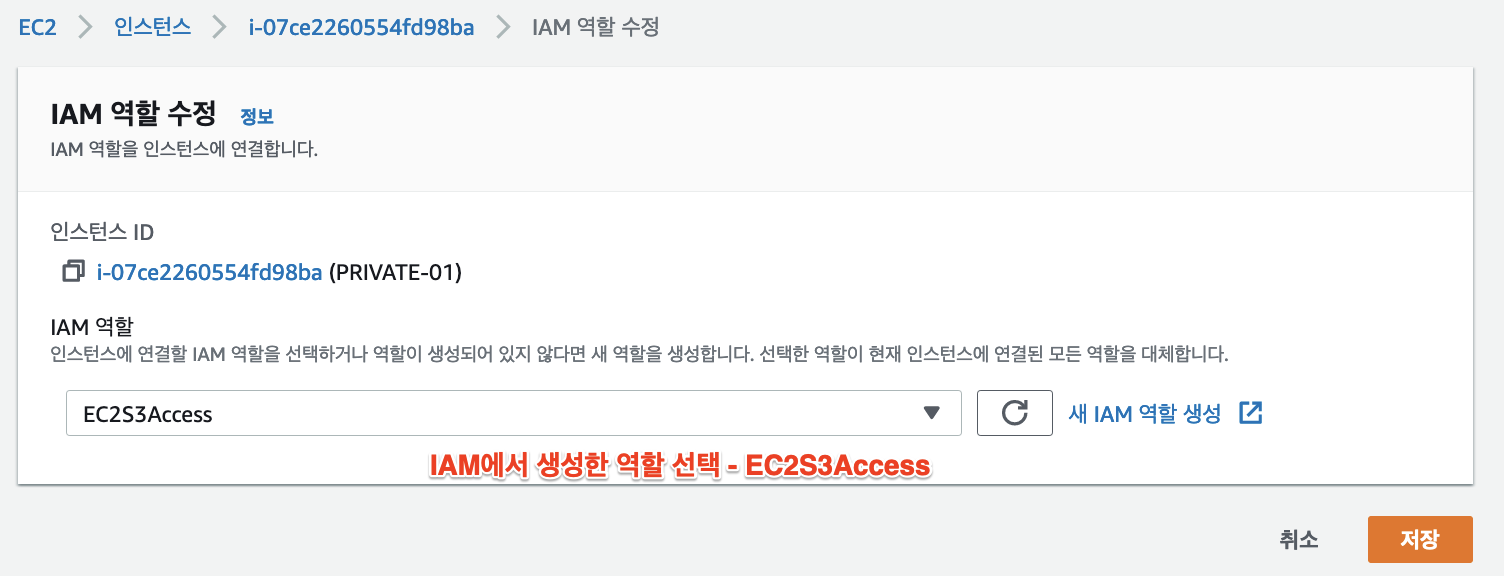 EC2 > 인스턴스 > i-07ce2260554fd98ba > IAM 역할 수정
IAM 역할 수정 정보
IAM 역할을 인스턴스에 연결합니다.
인스턴스 ID
i-07ce2260554fd98ba (PRIVATE-01)
IAM 역할
인스턴스에 연결할 IAM 역할을 선택하거나 역할이 생성되어 있지 않다면 새 역할을 생성합니다. 선택한 역할이 현재 인스턴스에 연결된 모든 역할을 대체합니다.
EC2S3Access 새 IAM 역할 생성
IAM에서 생성한 역할 선택 - EC2S3Access
취소 저장